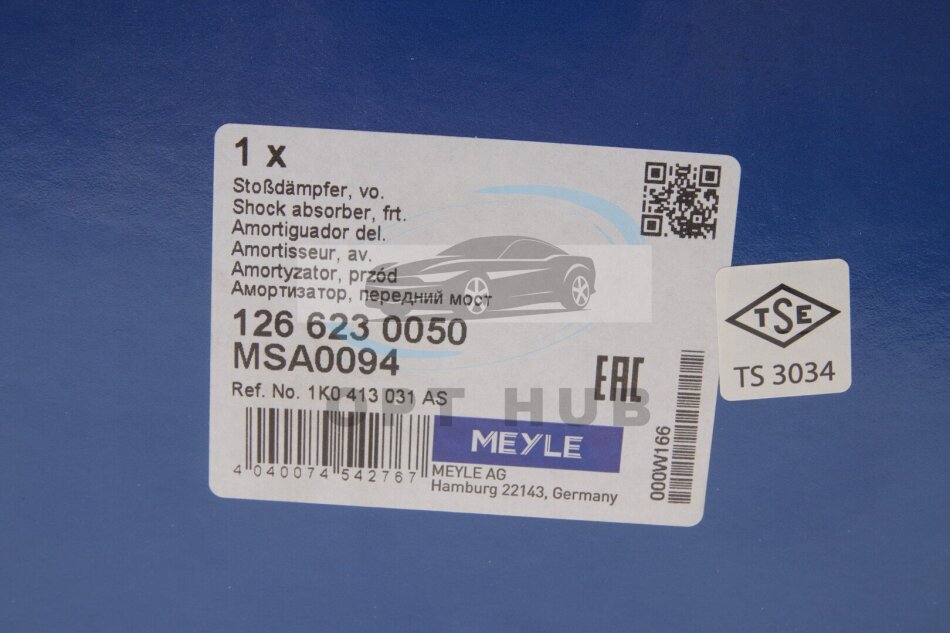 1 x
Stoßdämpfer, vo.
Shock absorber, frt.
Amortiguador del.
Amortisseur, av.
Amortyzator, przód
Амортизатор, передний мост
126 623 0050
MSA0094
Ref. No. 1K0 413 031 AS
EAC
OPT HUB
MEYLE
4 040074 542767
MEYLE AG
Hamburg 22143, Germany
000W166
TSE
TS 3034